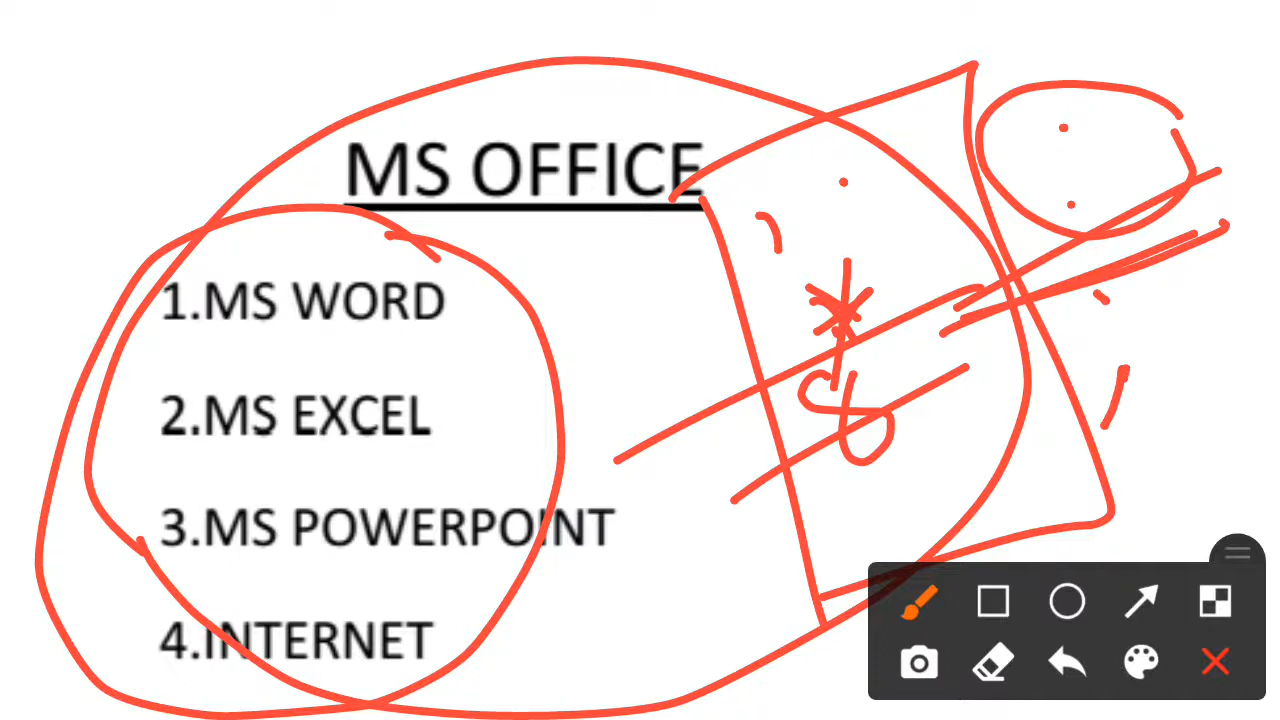 MS OFFICE
1.MS WORD
2.MS EXCEL
3.MS POWERPOINT
4.INTERNET